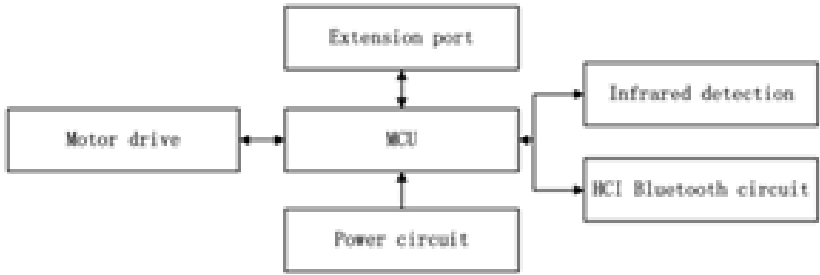 Extension port
Infrared detection
Motor drive
MCU
HCI Bluetooth circuit
Power circuit